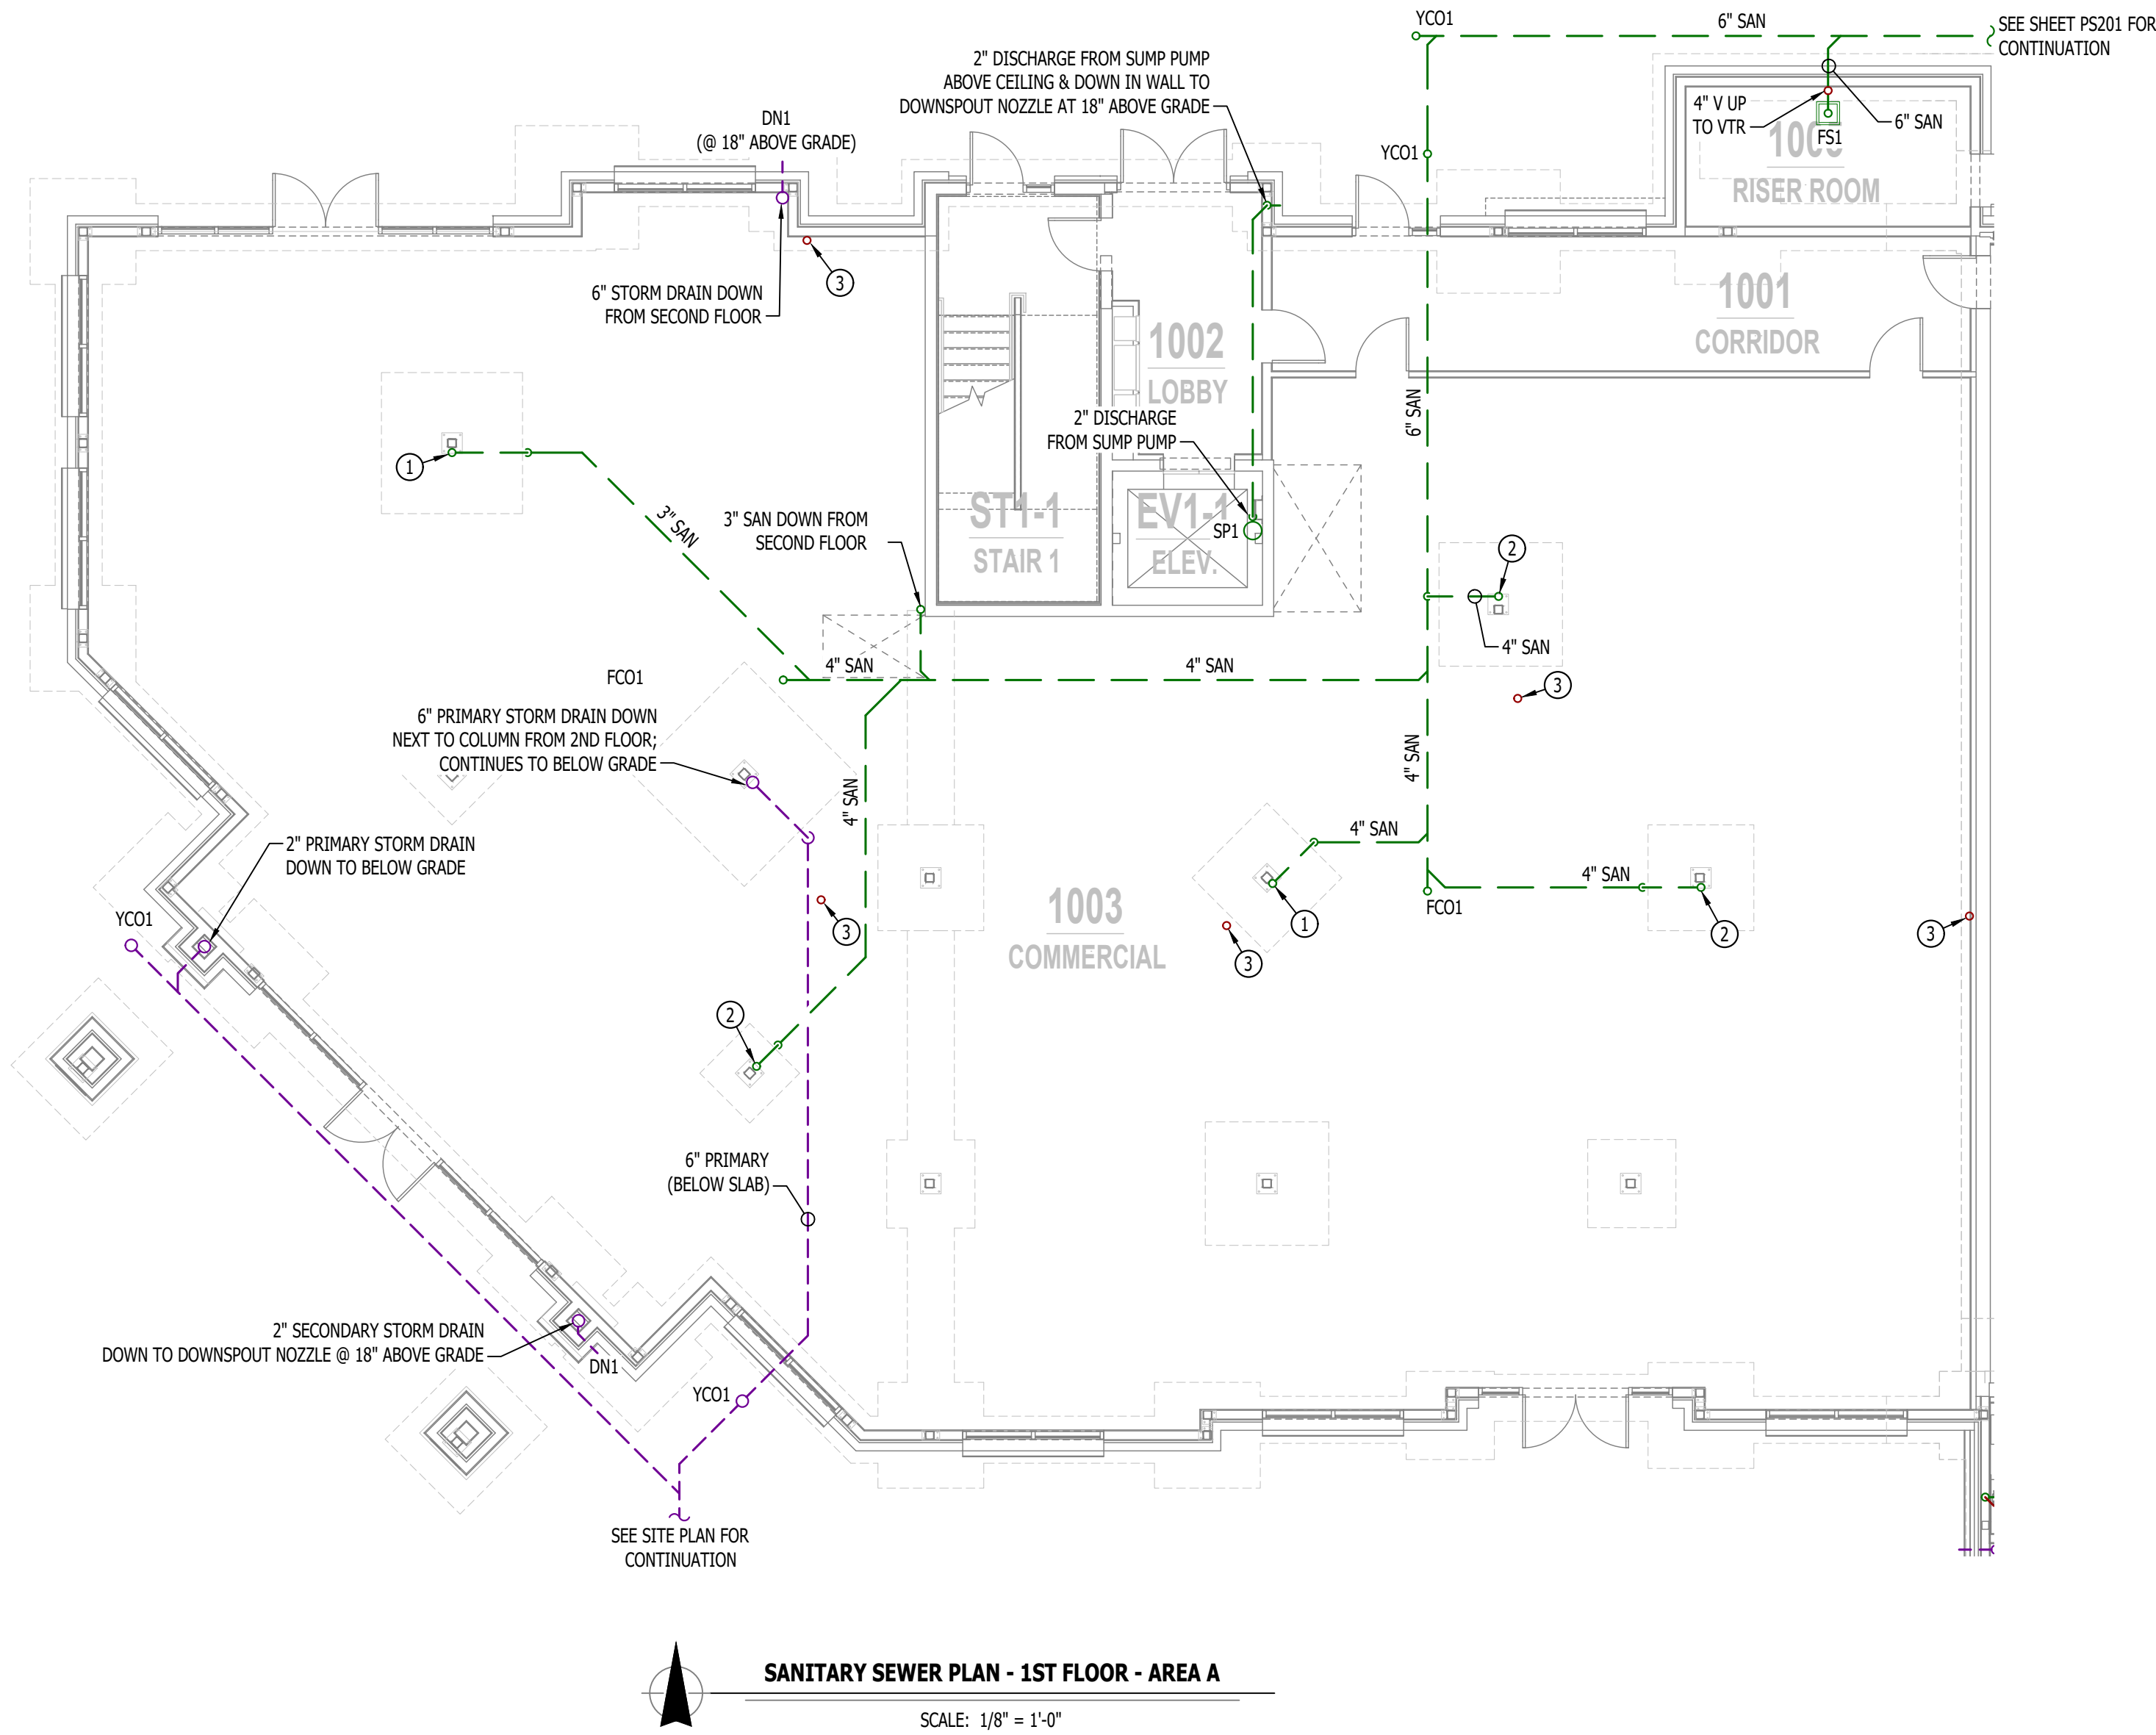 YCO1
6" SAN
SEE SHEET PS201 FOR
CONTINUATION
2" DISCHARGE FROM SUMP PUMP
ABOVE CEILING & DOWN IN WALL TO
DOWNSPOUT NOZZLE AT 18" ABOVE GRADE
4" V UP
TO VTR
6" SAN
FS1
RISER ROOM
DN1
(@ 18" ABOVE GRADE)
YCO1
6" STORM DRAIN DOWN
FROM SECOND FLOOR
3
1001
CORRIDOR
1002
LOBBY
6" SAN
2" DISCHARGE
FROM SUMP PUMP
1
3" SAN
3" SAN DOWN FROM
SECOND FLOOR
ST1-1
STAIR 1
EV1-1
ELEV.
SP1
2
4" SAN
FCO1
4" SAN
4" SAN
3
6" PRIMARY STORM DRAIN DOWN
NEXT TO COLUMN FROM 2ND FLOOR;
CONTINUES TO BELOW GRADE
4" SAN
4" SAN
4" SAN
2" PRIMARY STORM DRAIN
DOWN TO BELOW GRADE
4" SAN
FCO1
YCO1
1003
COMMERCIAL
3
1
3
2
3
2
6" PRIMARY
(BELOW SLAB)
2" SECONDARY STORM DRAIN
DOWN TO DOWNSPOUT NOZZLE @ 18" ABOVE GRADE
DN1
YCO1
SEE SITE PLAN FOR
CONTINUATION
SANITARY SEWER PLAN - 1ST FLOOR - AREA A
SCALE: 1/8" = 1'-0"